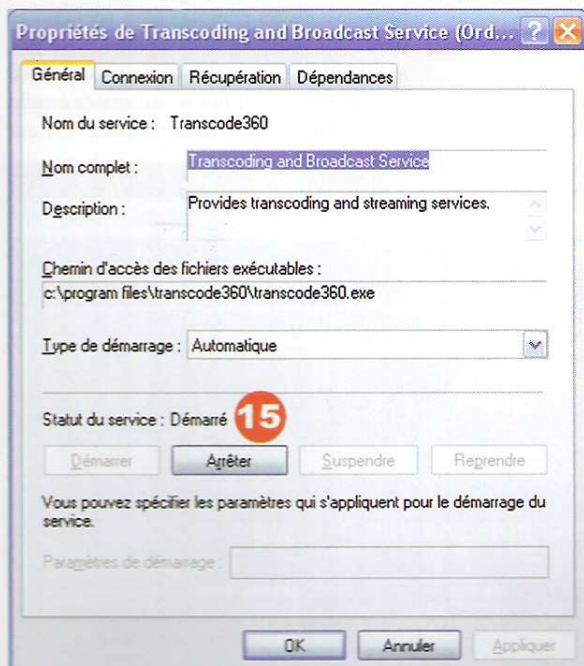 Propriétés de Transcoding and Broadcast Service (Ord...
Général Connexion Récupération Dépendances
Nom du service : Transcode360
Nom complet : Transcoding and Broadcast Service
Description : Provides transcoding and streaming services.
Chemin d'accès des fichiers exécutables :
c:\program files\transcode360\transcode360.exe
Type de démarrage : Automatique
Statut du service : Démarré 15
Démarrer Arrêter Suspendre Reprendre
Vous pouvez spécifier les paramètres qui s'appliquent pour le démarrage du
service.
Paramètres de démarrage :
OK Annuler Appliquer